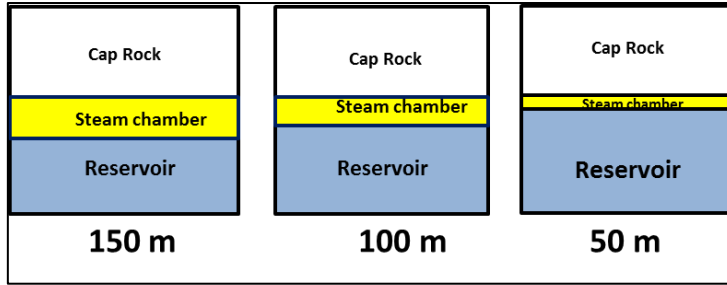 Cap Rock
Steam chamber
Reservoir
150 m
Cap Rock
Steam chamber
Reservoir
100 m
Cap Rock
Steam chamber
Reservoir
50 m